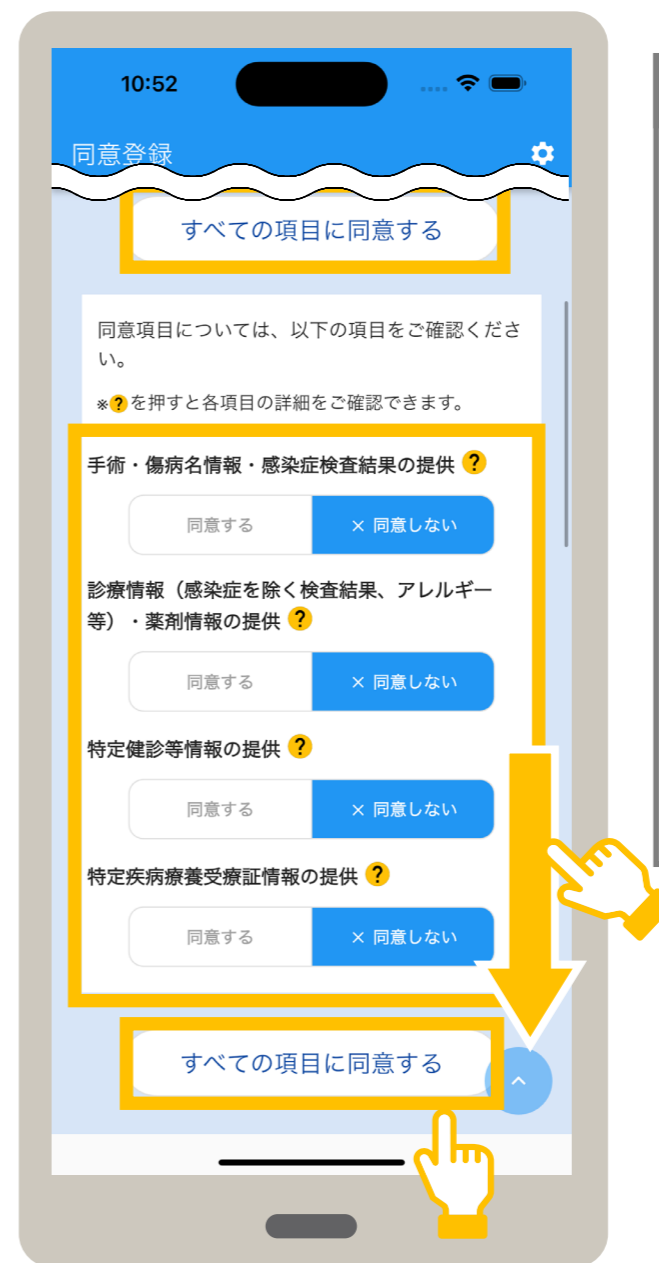 10:52
同意登録
すべての項目に同意する
同意項目については、以下の項目をご確認くださ
い。
※?を押すと各項目の詳細をご確認できます。
手術・傷病名情報・感染症検査結果の提供 ?
同意する × 同意しない
診療情報（感染症を除く検査結果、アレルギー
等）・薬剤情報の提供 ?
同意する × 同意しない
特定健診等情報の提供 ?
同意する × 同意しない
特定疾病療養受療証情報の提供 ?
同意する × 同意しない
すべての項目に同意する